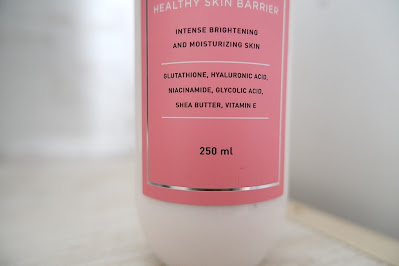 HEALTHY SKIN BARRIER
INTENSE BRIGHTENING
AND MOISTURIZING SKIN
GLUTATHIONE, HYALURONIC ACID,
NIACINAMIDE, GLYCOLIC ACID,
SHEA BUTTER, VITAMIN E
250 ml